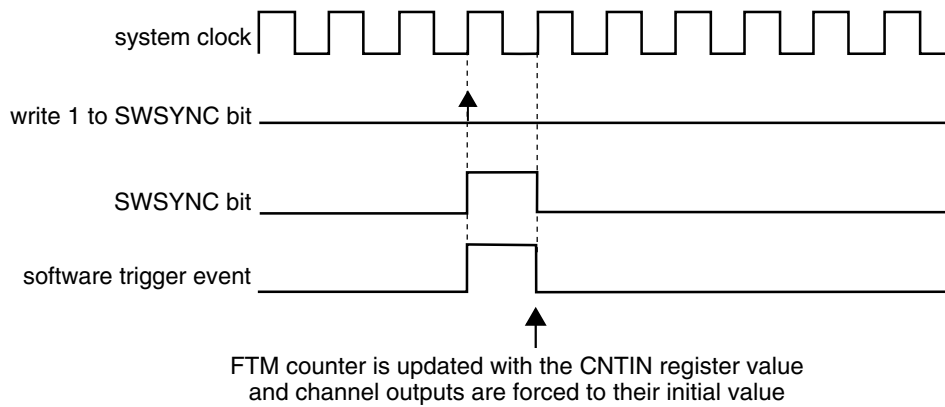 system clock
write 1 to SWSYNC bit
SWSYNC bit
software trigger event
FTM counter is updated with the CNTIN register value
and channel outputs are forced to their initial value